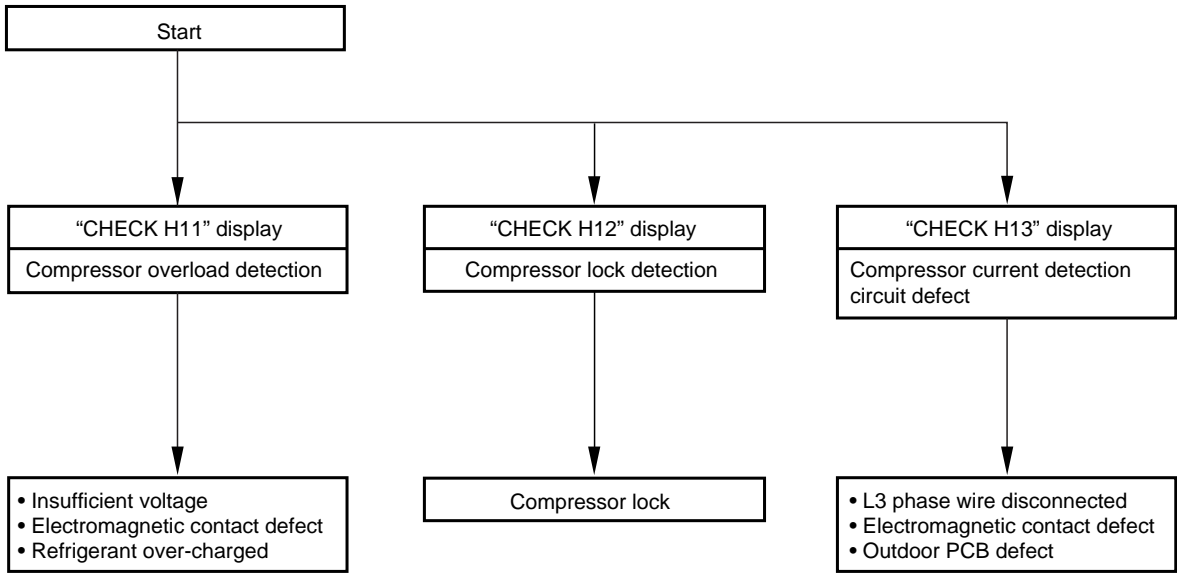 Start
“CHECK H11” display
Compressor overload detection
“CHECK H12” display
Compressor lock detection
“CHECK H13” display
Compressor current detection
circuit defect
• Insufficient voltage
• Electromagnetic contact defect
• Refrigerant over-charged
Compressor lock
• L3 phase wire disconnected
• Electromagnetic contact defect
• Outdoor PCB defect